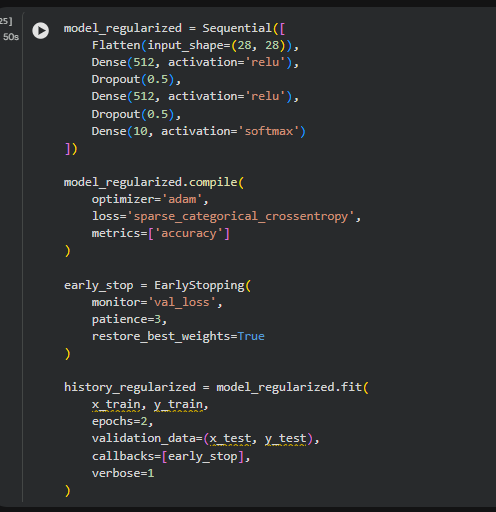 25]
50s
model_regularized = Sequential([
    Flatten(input_shape=(28, 28)),
    Dense(512, activation='relu'),
    Dropout(0.5),
    Dense(512, activation='relu'),
    Dropout(0.5),
    Dense(10, activation='softmax')
])

model_regularized.compile(
    optimizer='adam',
    loss='sparse_categorical_crossentropy',
    metrics=['accuracy']
)

early_stop = EarlyStopping(
    monitor='val_loss',
    patience=3,
    restore_best_weights=True
)

history_regularized = model_regularized.fit(
    x_train, y_train,
    epochs=2,
    validation_data=(x_test, y_test),
    callbacks=[early_stop],
    verbose=1
)